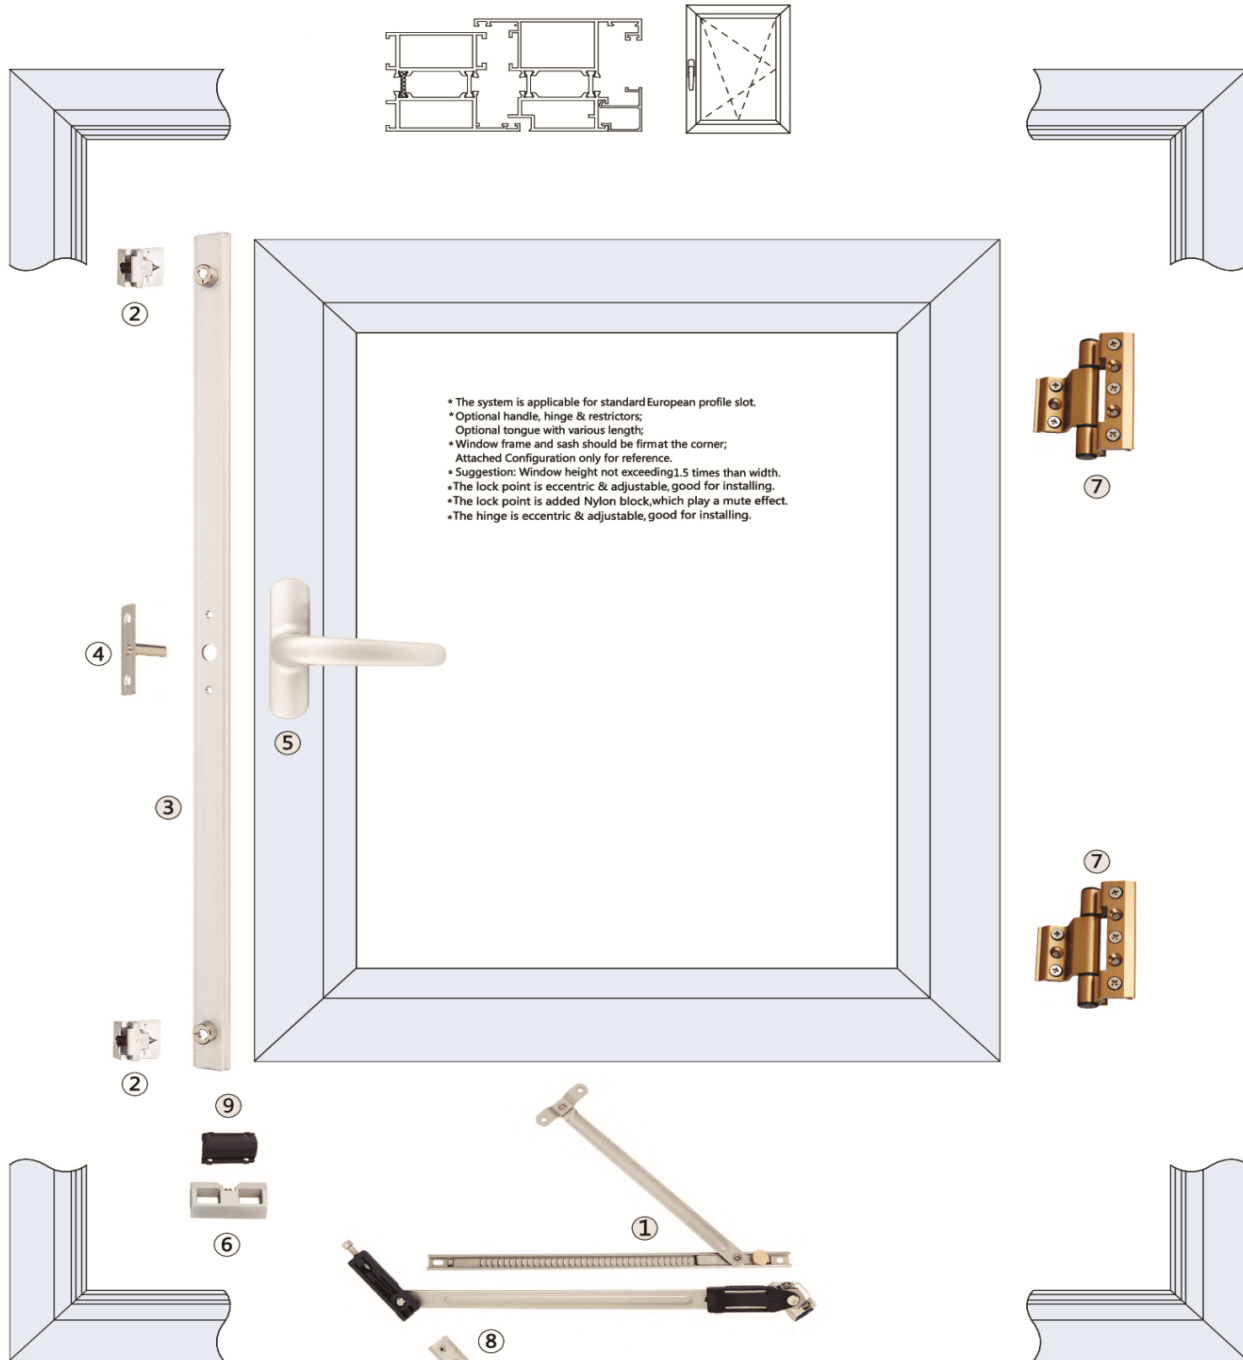 ②
* The system is applicable for standard European profile slot.
* Optional handle, hinge & restrictors;
Optional tongue with various length;
* Window frame and sash should be firmat the corner;
Attached Configuration only for reference.
* Suggestion: Window height not exceeding1.5 times than width.
*The lock point is eccentric & adjustable, good for installing.
*The lock point is added Nylon block,which play a mute effect.
*The hinge is eccentric & adjustable, good for installing.
⑦
④
⑤
③
⑦
②
⑨
⑥
①
⑧